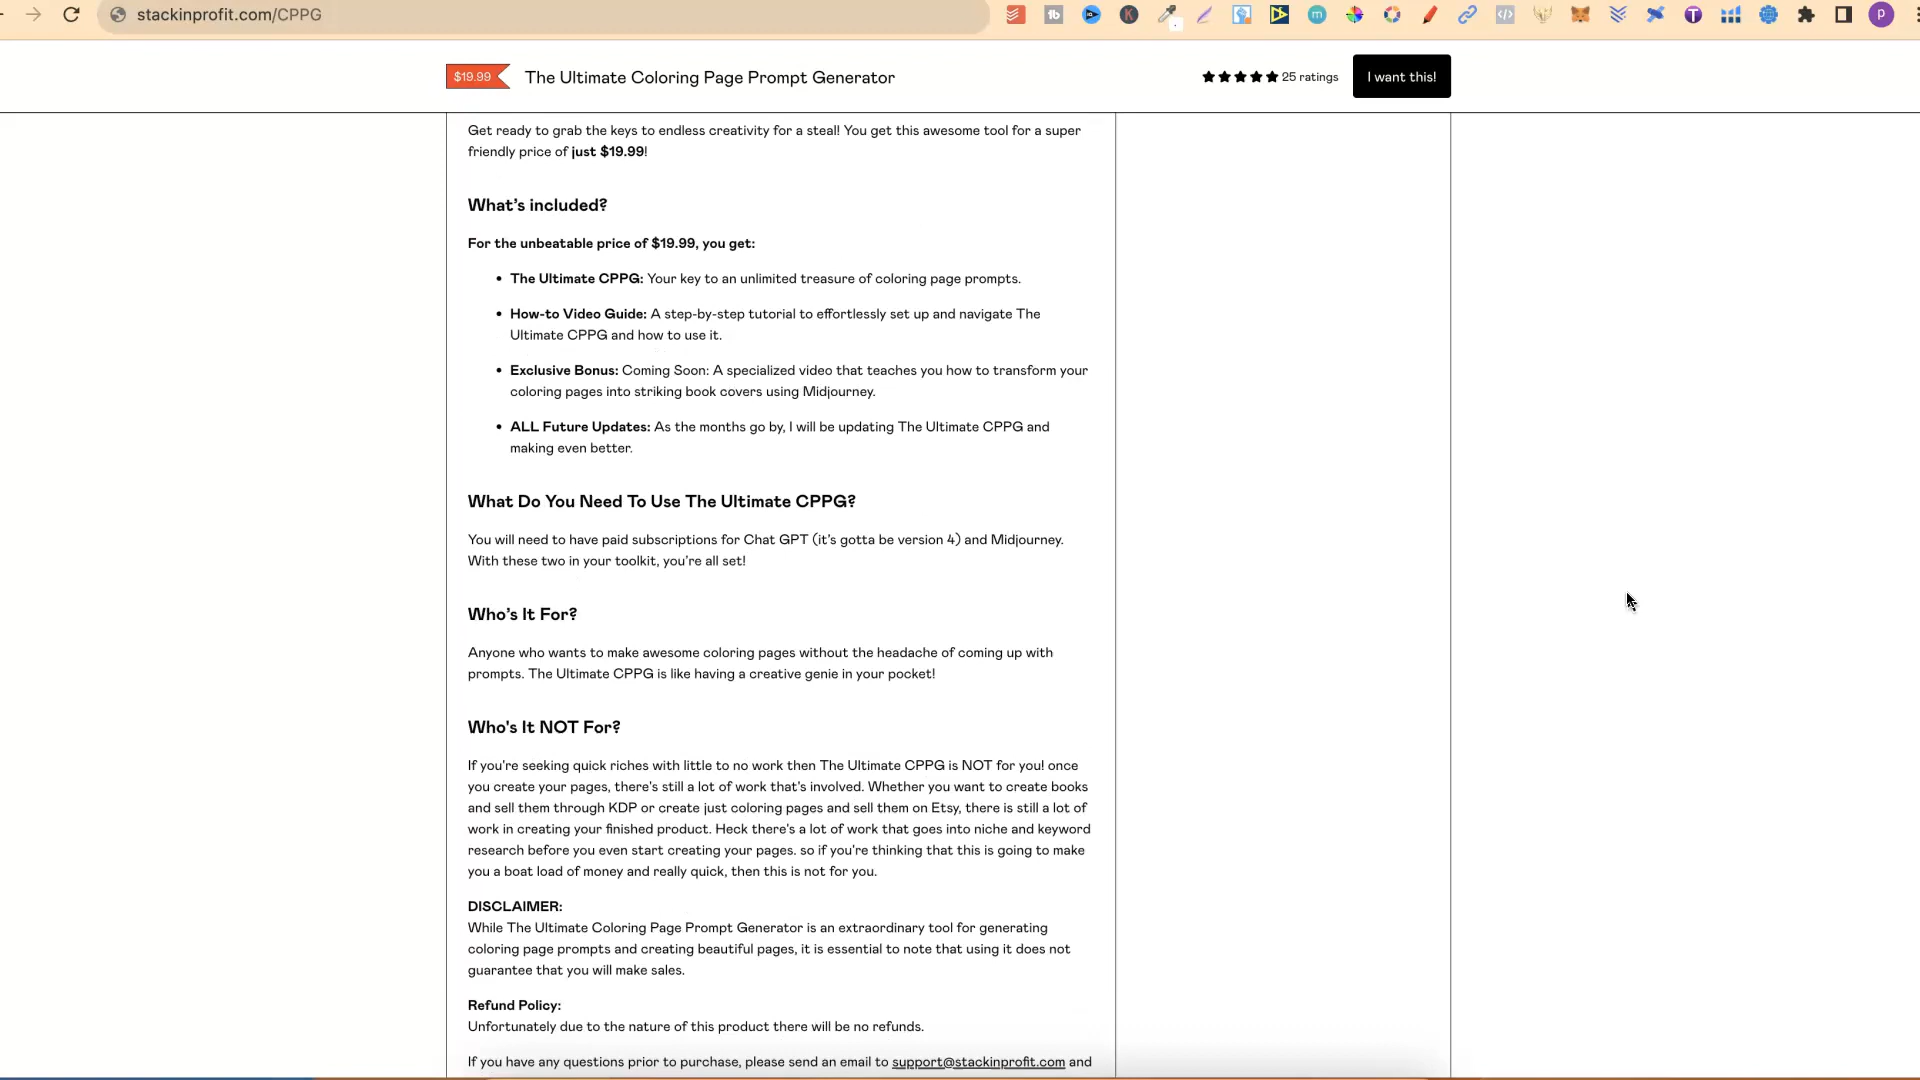 stackinprofit.com/CPPG
$19.99
The Ultimate Coloring Page Prompt Generator
25 ratings
I want this!
Get ready to grab the keys to endless creativity for a steal! You get this awesome tool for a super
friendly price of just $19.99!
What's included?
For the unbeatable price of $19.99, you get:
• The Ultimate CPPG: Your key to an unlimited treasure of coloring page prompts.
• How-to Video Guide: A step-by-step tutorial to effortlessly set up and navigate The
Ultimate CPPG and how to use it.
• Exclusive Bonus: Coming Soon: A specialized video that teaches you how to transform your
coloring pages into striking book covers using Midjourney.
• ALL Future Updates: As the months go by, I will be updating The Ultimate CPPG and
making even better.
What Do You Need To Use The Ultimate CPPG?
You will need to have paid subscriptions for Chat GPT (it's gotta be version 4) and Midjourney.
With these two in your toolkit, you're all set!
Who's It For?
Anyone who wants to make awesome coloring pages without the headache of coming up with
prompts. The Ultimate CPPG is like having a creative genie in your pocket!
Who's It NOT For?
If you're seeking quick riches with little to no work then The Ultimate CPPG is NOT for you! once
you create your pages, there's still a lot of work that's involved. Whether you want to create books
and sell them through KDP or create just coloring pages and sell them on Etsy, there is still a lot of
work in creating your finished product. Heck there's a lot of work that goes into niche and keyword
research before you even start creating your pages. so if you're thinking that this is going to make
you a boat load of money and really quick, then this is not for you.
DISCLAIMER:
While The Ultimate Coloring Page Prompt Generator is an extraordinary tool for generating
coloring page prompts and creating beautiful pages, it is essential to note that using it does not
guarantee that you will make sales.
Refund Policy:
Unfortunately due to the nature of this product there will be no refunds.
If you have any questions prior to purchase, please send an email to support@stackinprofit.com and